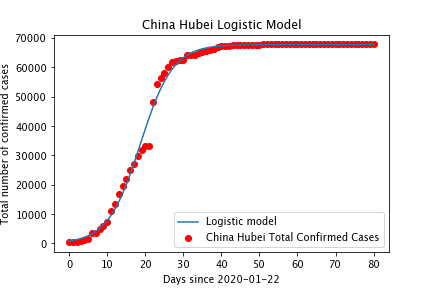 China Hubei Logistic Model
Total number of confirmed cases
70000
60000
50000
40000
30000
20000
10000
0
Logistic model
China Hubei Total Confirmed Cases
0 10 20 30 40 50 60 70 80
Days since 2020-01-22